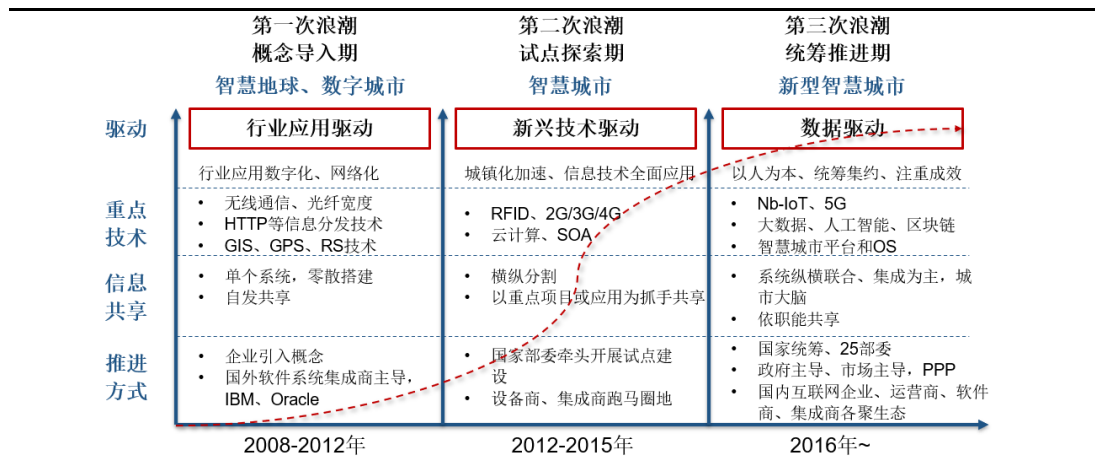 第一次浪潮
概念导入期
智慧地球、数字城市
第二次浪潮
试点探索期
智慧城市
第三次浪潮
统筹推进期
新型智慧城市
驱动
行业应用驱动
新兴技术驱动
数据驱动
行业应用数字化、网络化
城镇化加速、信息技术全面应用
以人为本、统筹集约、注重成效
重点
技术
• 无线通信、光纤宽度
• HTTP等信息分发技术
• GIS、GPS、RS技术
• RFID、2G/3G/4G
• 云计算、SOA
• Nb-IoT、5G
• 大数据、人工智能、区块链
• 智慧城市平台和OS
信息
共享
• 单个系统，零散搭建
• 自发共享
• 横纵分割
• 以重点项目或应用为抓手共享
• 系统纵横联合、集成为主，城
市大脑
• 依职能共享
推进
方式
• 企业引入概念
• 国外软件系统集成商主导，
IBM、Oracle
• 国家部委牵头开展试点建
设
• 设备商、集成商跑马圈地
• 国家统筹、25部委
• 政府主导、市场主导，PPP
• 国内互联网企业、运营商、软件
商、集成商各聚生态
2008-2012年
2012-2015年
2016年~